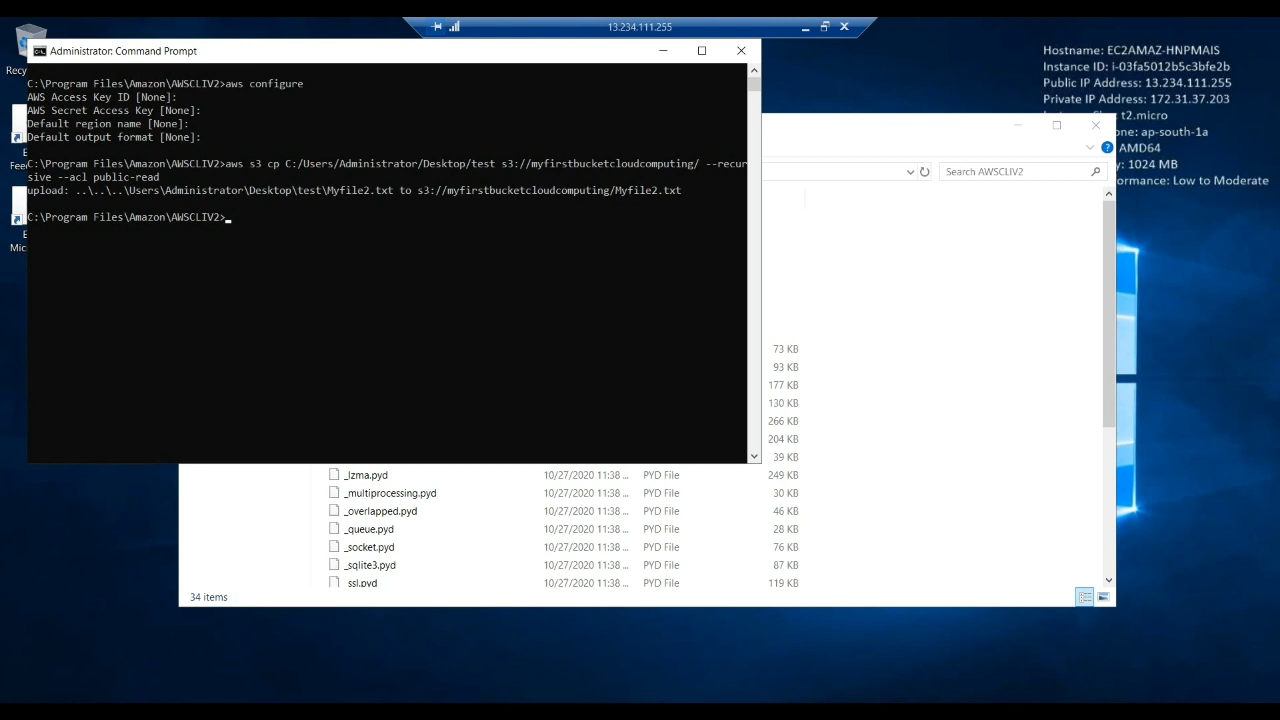 13.234.111.255
Recy
Feed
E
Mic
Administrator: Command Prompt
C:\Program Files\Amazon\AWSCLIV2>aws configure
AWS Access Key ID [None]:
AWS Secret Access Key [None]:
Default region name [None]:
Default output format [None]:
C:\Program Files\Amazon\AWSCLIV2>aws s3 cp C:/Users/Administrator/Desktop/test s3://myfirstbucketcloudcomputing/ --recur
sive --acl public-read
upload: ..\..\..\Users\Administrator\Desktop\test\Myfile2.txt to s3://myfirstbucketcloudcomputing/Myfile2.txt
C:\Program Files\Amazon\AWSCLIV2>
Hostname: EC2AMAZ-HNPMAIS
Instance ID: i-03fa5012b5c3bfe2b
Public IP Address: 13.234.111.255
Private IP Address: 172.31.37.203
: t2.micro
one: ap-south-1a
AMD64
y: 1024 MB
ormance: Low to Moderate
Search AWSCLIV2
73 KB
93 KB
177 KB
130 KB
266 KB
204 KB
39 KB
_lzma.pyd 10/27/2020 11:38 ... PYD File 249 KB
_multiprocessing.pyd 10/27/2020 11:38 ... PYD File 30 KB
_overlapped.pyd 10/27/2020 11:38 ... PYD File 46 KB
_queue.pyd 10/27/2020 11:38 ... PYD File 28 KB
_socket.pyd 10/27/2020 11:38 ... PYD File 76 KB
_sqlite3.pyd 10/27/2020 11:38 ... PYD File 87 KB
_ssl.pyd 10/27/2020 11:38 ... PYD File 119 KB
34 items